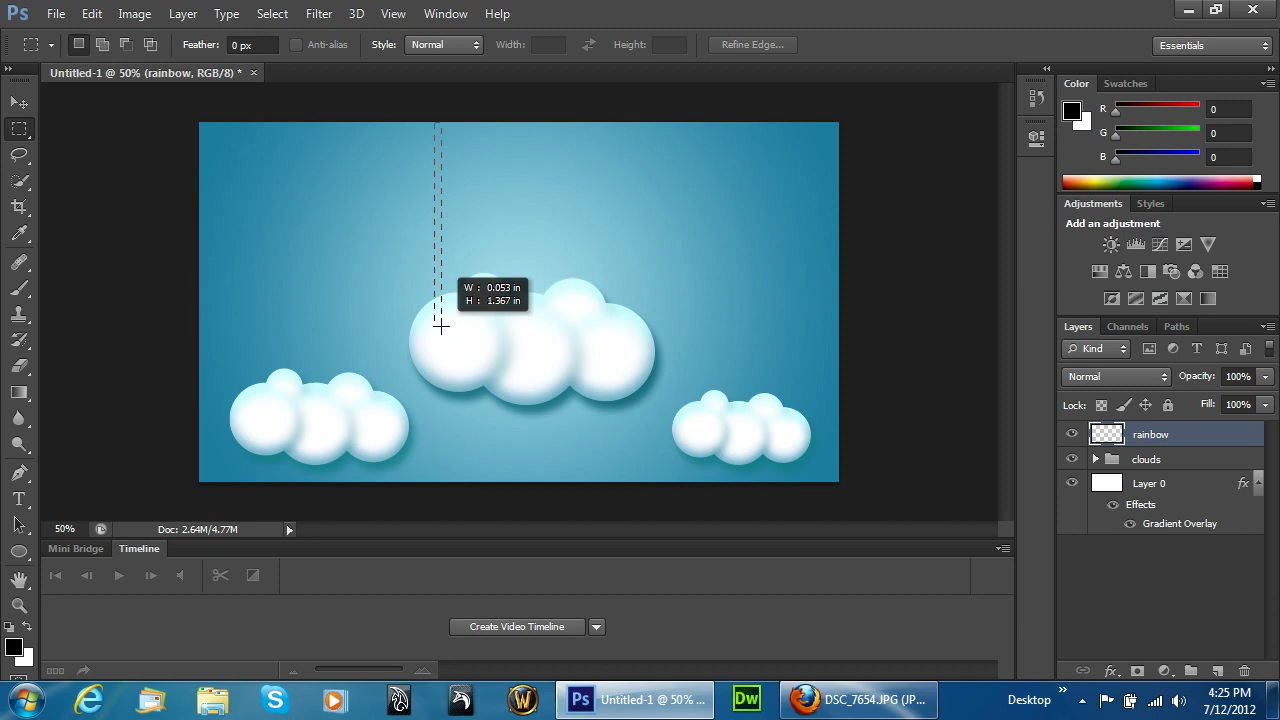 Ps File Edit Image Layer Type Select Filter 3D View Window Help
Feather: 0 px Anti-alias Style: Normal Width: Height: Refine Edge... Essentials
Untitled-1 @ 50% (rainbow, RGB/8) * ×
Color Swatches
R 0
G 0
B 0
Adjustments Styles
Add an adjustment
W : 0.053 in
H : 1.367 in
Layers Channels Paths
Kind
Normal Opacity: 100%
Lock: Fill: 100%
rainbow
clouds
Layer 0 fx
Effects
Gradient Overlay
50% Doc: 2.64M/4.77M
Mini Bridge Timeline
Create Video Timeline
fx.
Ps Untitled-1 @ 50% ... Dw DSC_7654.JPG (JP... Desktop » 4:25 PM
7/12/2012